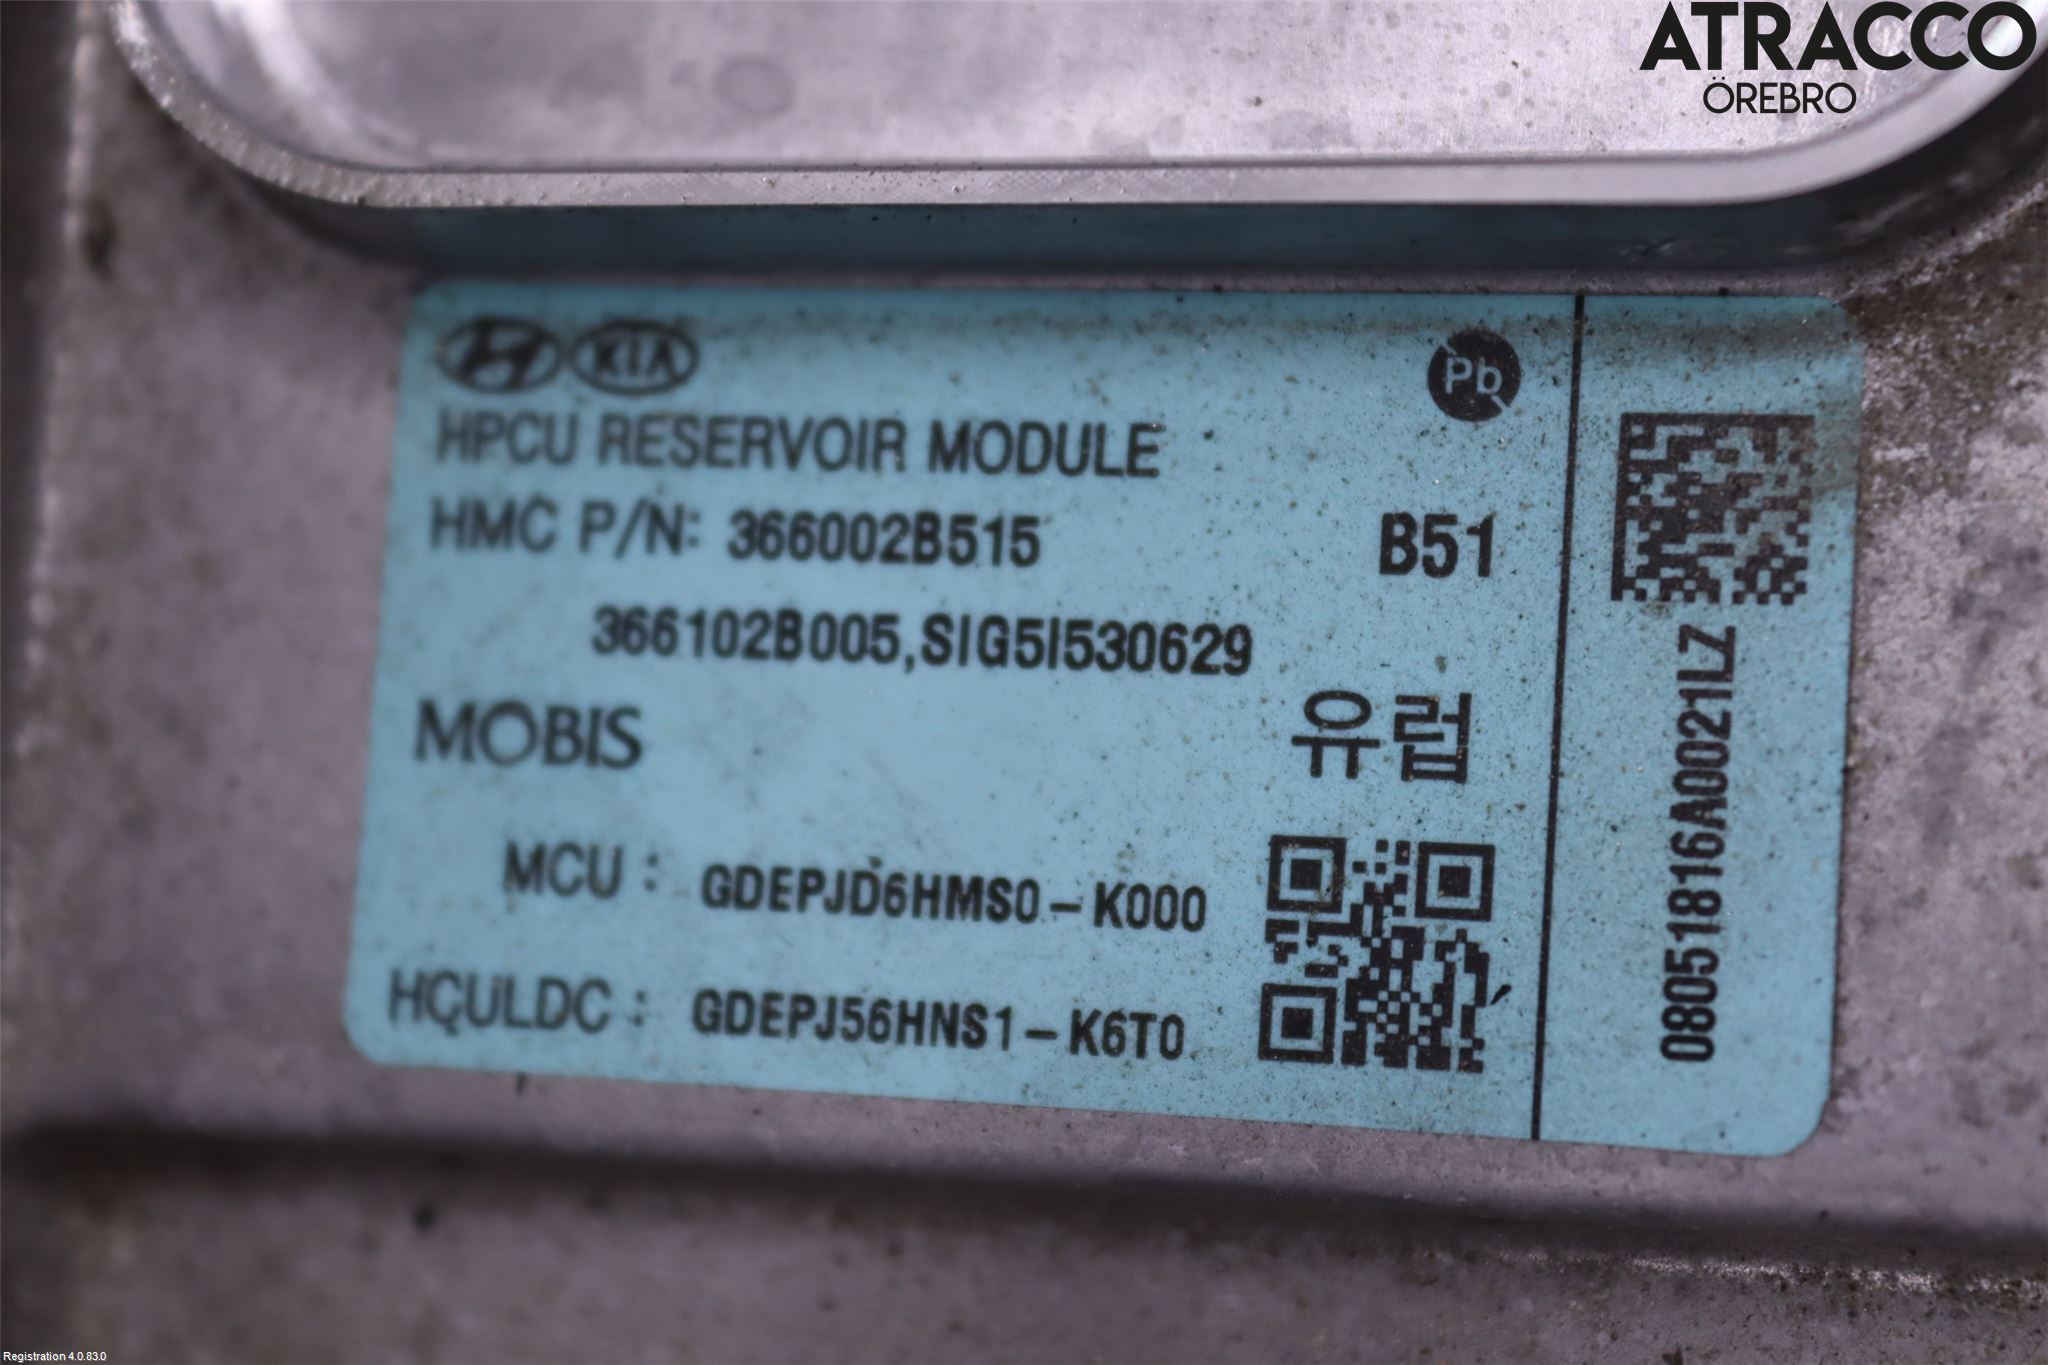 ATRACCO
ÖREBRO
KIA
Pb
HPCU RESERVOIR MODULE
HMC P/N: 366002B515
B51
366102B005,SIG5I530629
MOBIS
유럽
MCU : GDEPJD6HMS0-K000
HCULDC : GDEPJ56HNS1-K6T0
08051816A0021LZ
Registration 4.0.83.0